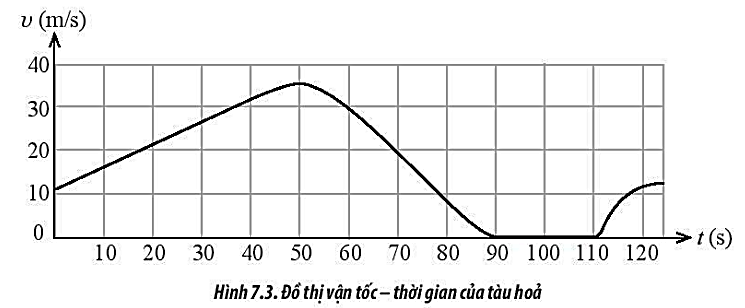 υ (m/s)
40
30
20
10
0
10 20 30 40 50 60 70 80 90 100 110 120
t (s)
Hình 7.3. Đồ thị vận tốc – thời gian của tàu hoả